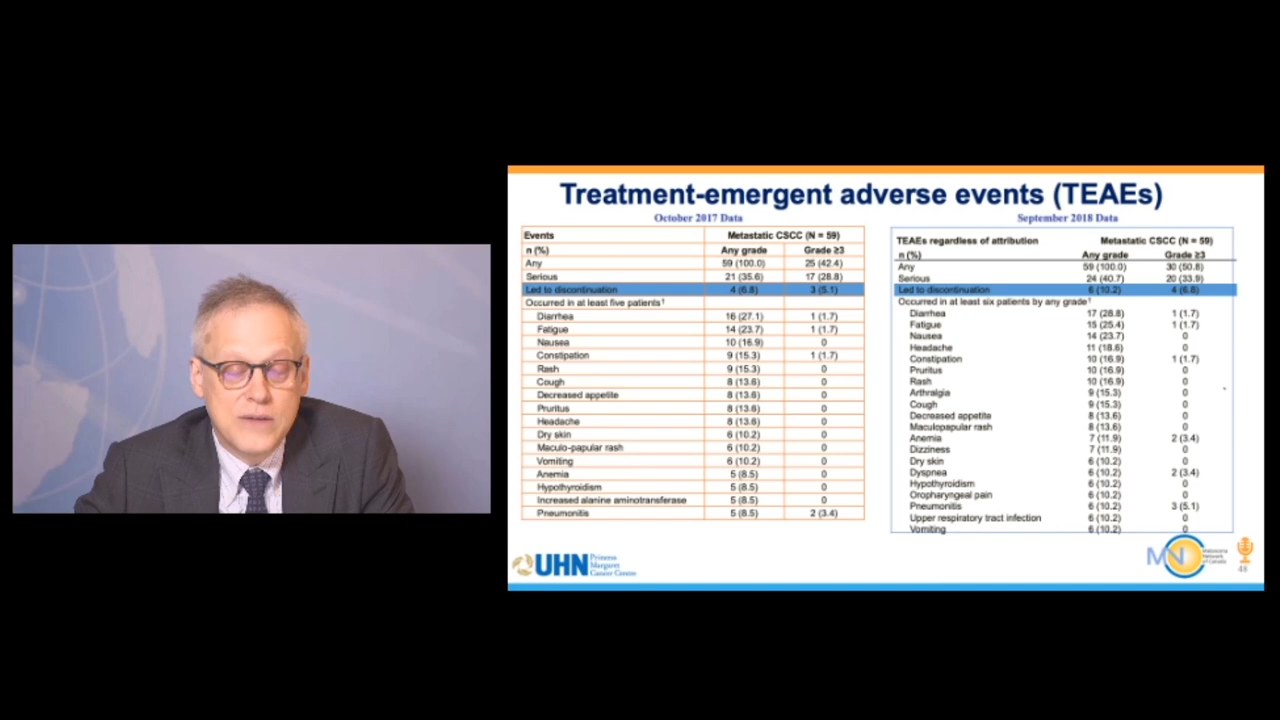 Treatment-emergent adverse events (TEAEs)
October 2017 Data
Events Metastatic CSCC (N = 59)
n (%) Any grade Grade ≥3
Any 59 (100.0) 25 (42.4)
Serious 21 (35.6) 17 (28.8)
Led to discontinuation 4 (6.8) 3 (5.1)
Occurred in at least five patients†
Diarrhea 16 (27.1) 1 (1.7)
Fatigue 14 (23.7) 1 (1.7)
Nausea 10 (16.9) 0
Constipation 9 (15.3) 1 (1.7)
Rash 9 (15.3) 0
Cough 8 (13.6) 0
Decreased appetite 8 (13.6) 0
Pruritus 8 (13.6) 0
Headache 8 (13.6) 0
Dry skin 6 (10.2) 0
Maculo-papular rash 6 (10.2) 0
Vomiting 6 (10.2) 0
Anemia 5 (8.5) 0
Hypothyroidism 5 (8.5) 0
Increased alanine aminotransferase 5 (8.5) 0
Pneumonitis 5 (8.5) 2 (3.4)
September 2018 Data
TEAEs regardless of attribution Metastatic CSCC (N = 59)
n (%) Any grade Grade ≥3
Any 59 (100.0) 30 (50.8)
Serious 24 (40.7) 20 (33.9)
Led to discontinuation 6 (10.2) 4 (6.8)
Occurred in at least six patients by any grade†
Diarrhea 17 (28.8) 1 (1.7)
Fatigue 15 (25.4) 1 (1.7)
Nausea 14 (23.7) 0
Headache 11 (18.6) 0
Constipation 10 (16.9) 1 (1.7)
Pruritus 10 (16.9) 0
Rash 10 (16.9) 0
Arthralgia 9 (15.3) 0
Cough 9 (15.3) 0
Decreased appetite 8 (13.6) 0
Maculopapular rash 8 (13.6) 0
Anemia 7 (11.9) 2 (3.4)
Dizziness 7 (11.9) 0
Dry skin 6 (10.2) 0
Dyspnea 6 (10.2) 2 (3.4)
Hypothyroidism 6 (10.2) 0
Oropharyngeal pain 6 (10.2) 0
Pneumonitis 6 (10.2) 3 (5.1)
Upper respiratory tract infection 6 (10.2) 0
Vomiting 6 (10.2) 0
UHN Princess
Margaret
Cancer Centre
MN Melanoma
Network
of Canada
48